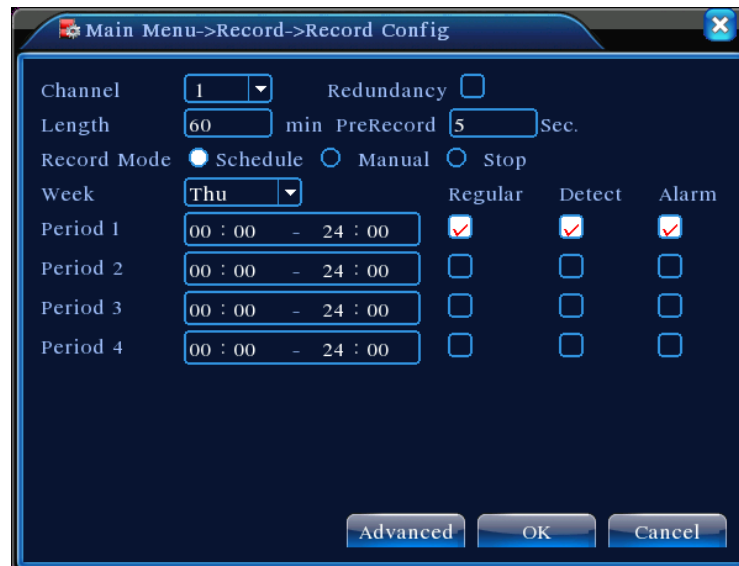 Main Menu->Record->Record Config
Channel 1 Redundancy
Length 60 min PreRecord 5 Sec.
Record Mode Schedule Manual Stop
Week Thu Regular Detect Alarm
Period 1 00 : 00 - 24 : 00
Period 2 00 : 00 - 24 : 00
Period 3 00 : 00 - 24 : 00
Period 4 00 : 00 - 24 : 00
Advanced OK Cancel